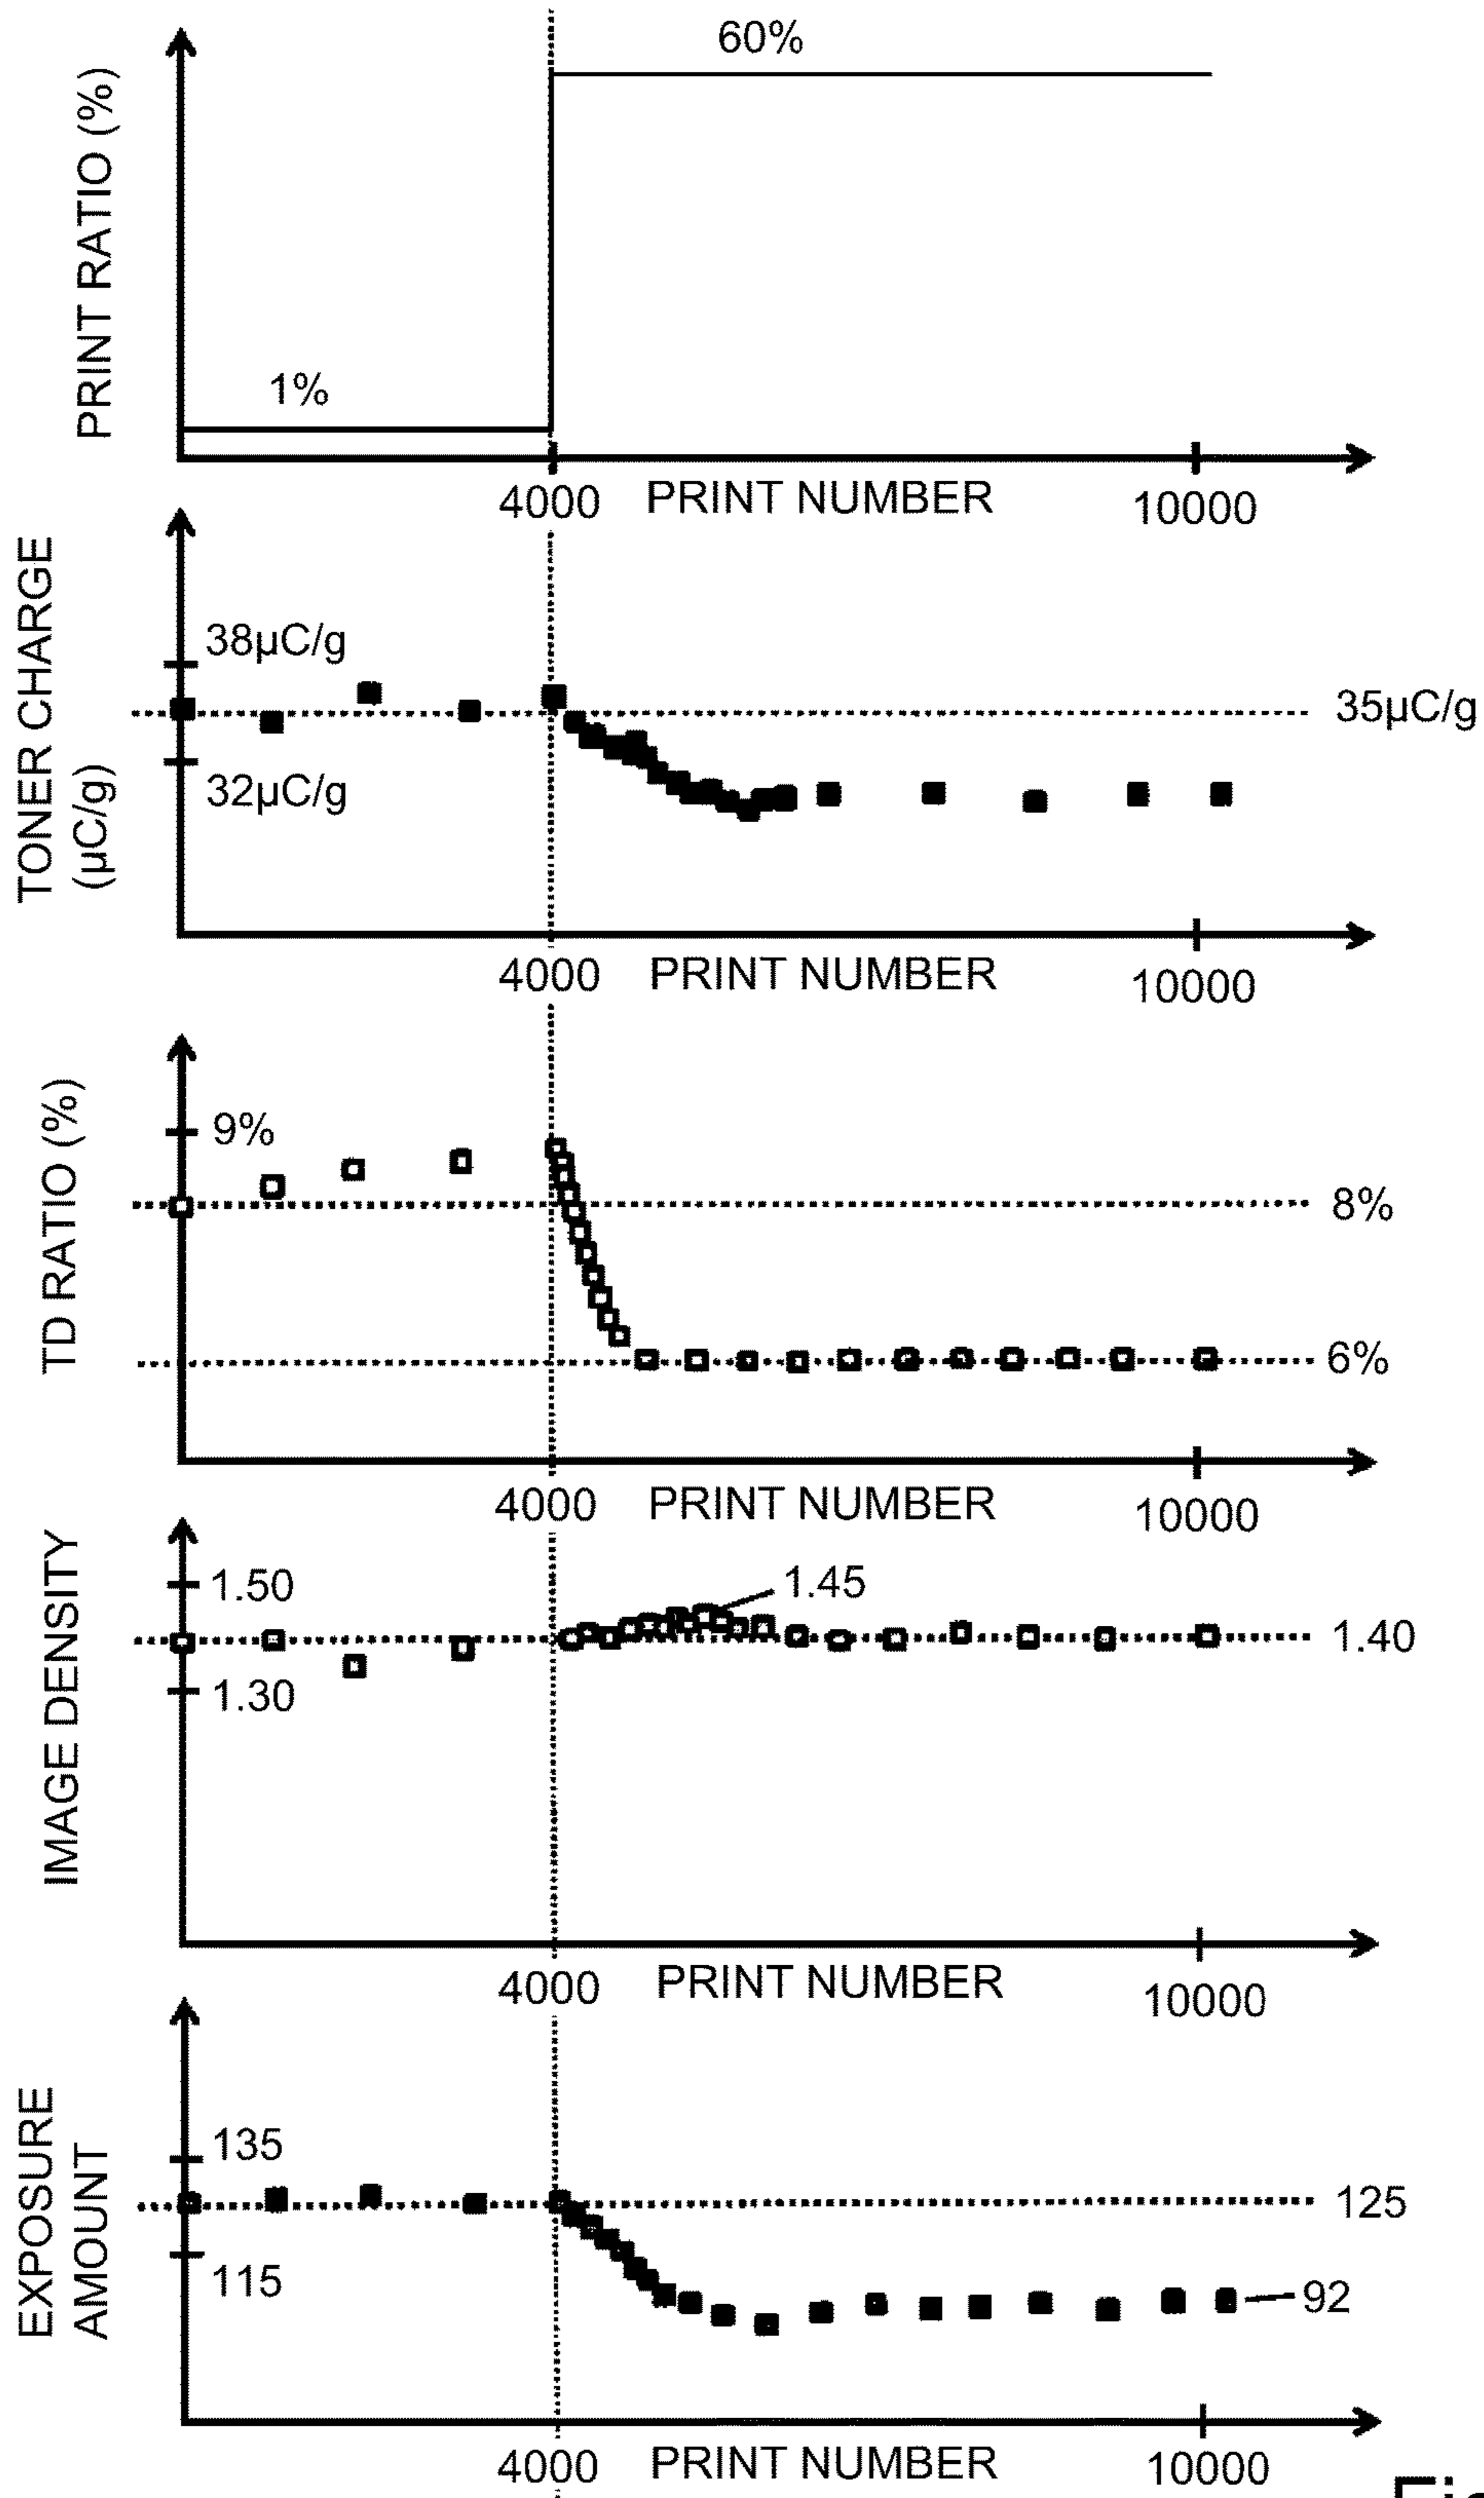 PRINT RATIO (%)
60%
1%
4000
PRINT NUMBER
10000
TONER CHARGE
(μC/g)
38μC/g
35μC/g
32μC/g
4000
PRINT NUMBER
10000
TD RATIO (%)
9%
8%
6%
4000
PRINT NUMBER
10000
IMAGE DENSITY
1.50
1.45
1.40
1.30
4000
PRINT NUMBER
10000
EXPOSURE
AMOUNT
135
125
115
92
4000
PRINT NUMBER
10000